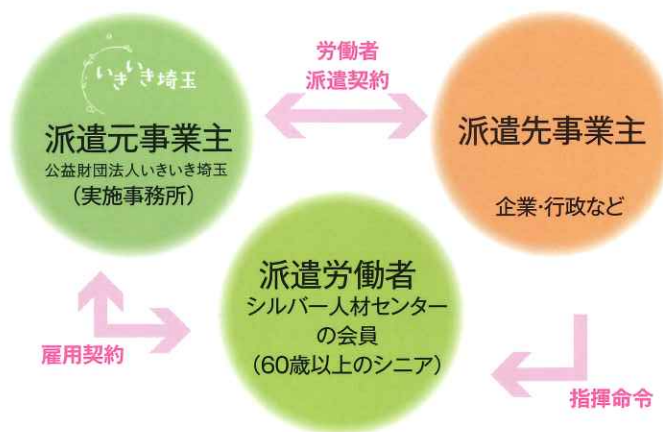 いきいき埼玉
派遣元事業主
公益財団法人いきいき埼玉
(実施事務所)
労働者
派遣契約
派遣先事業主
企業・行政など
派遣労働者
シルバー人材センター
の会員
(60歳以上のシニア)
雇用契約
指揮命令